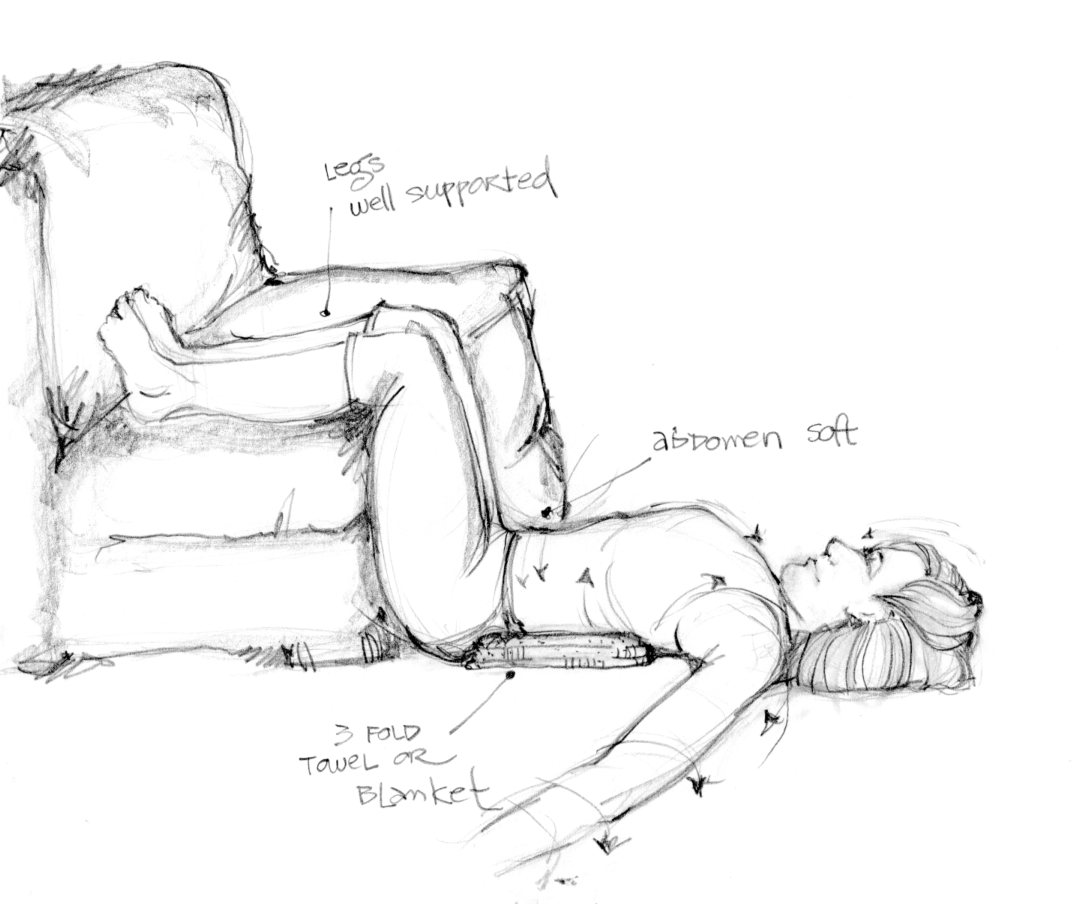 Legs
well supported
abdomen soft
3 FOLD
TOWEL OR
BLanket